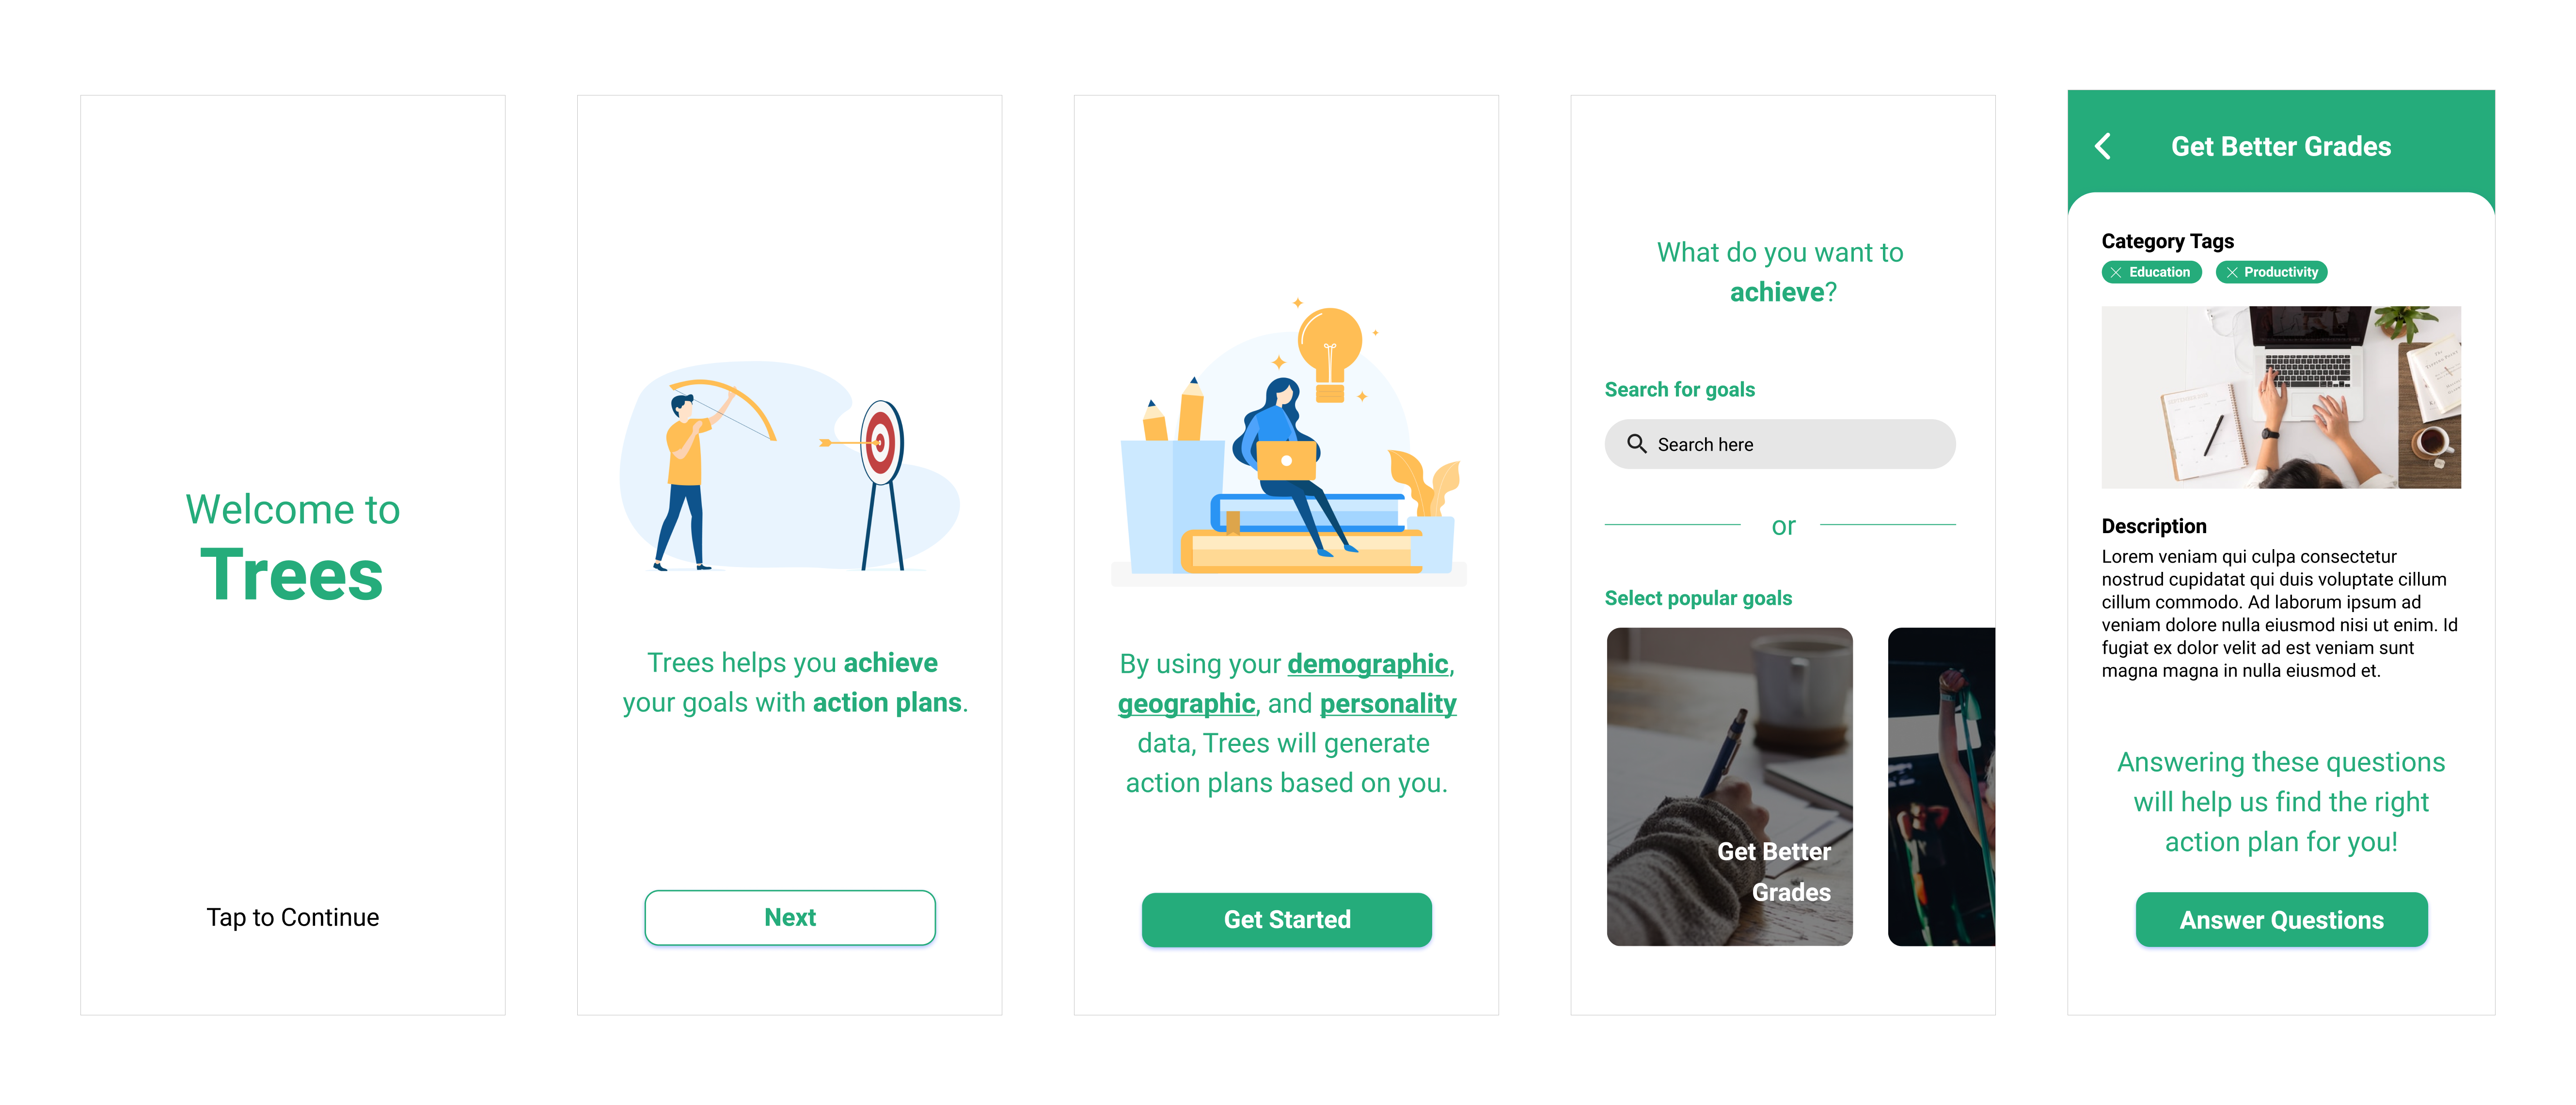 Welcome to
Trees
Tap to Continue
Trees helps you achieve
your goals with action plans.
Next
By using your demographic,
geographic, and personality
data, Trees will generate
action plans based on you.
Get Started
What do you want to
achieve?
Search for goals
Search here
or
Select popular goals
Get Better
Grades
Get Better Grades
Category Tags
Education
Productivity
Description
Lorem veniam qui culpa consectetur
nostrud cupidatat qui duis voluptate cillum
cillum commodo. Ad laborum ipsum ad
veniam dolore nulla eiusmod nisi ut enim. Id
fugiat ex dolor velit ad est veniam sunt
magna magna in nulla eiusmod et.
Answering these questions
will help us find the right
action plan for you!
Answer Questions